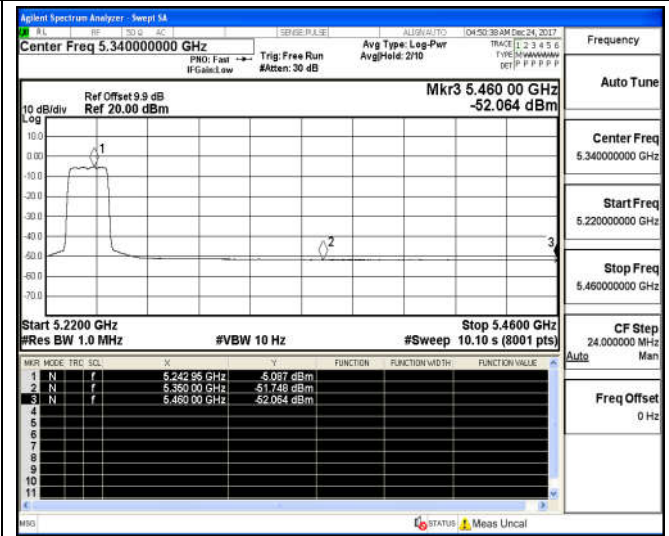 Agilent Spectrum Analyzer - Swept SA
RL RF 50 Ω AC SENSE:PULSE ALIGN AUTO 04:50:38 AM Dec 24, 2017
Center Freq 5.340000000 GHz
PNO: Fast
IFGain:Low
Trig: Free Run
#Atten: 30 dB
Avg Type: Log-Pwr
Avg|Hold: 2/10
TRACE 1 2 3 4 5 6
TYPE
DET P P P P P P
Ref Offset 9.9 dB
10 dB/div Ref 20.00 dBm
Mkr3 5.460 00 GHz
-52.064 dBm
Log
10.0
0.00
-10.0
-20.0
-30.0
-40.0
-50.0
-60.0
-70.0
1
2
3
Start 5.2200 GHz Stop 5.4600 GHz
#Res BW 1.0 MHz #VBW 10 Hz #Sweep 10.10 s (8001 pts)
MKR MODE TRC SCL X Y FUNCTION FUNCTION WIDTH FUNCTION VALUE
1 N f 5.242 95 GHz -5.087 dBm
2 N f 5.350 00 GHz -51.748 dBm
3 N f 5.460 00 GHz -52.064 dBm
4
5
6
7
8
9
10
11
MSG STATUS Meas Uncal
Frequency
Auto Tune
Center Freq
5.340000000 GHz
Start Freq
5.220000000 GHz
Stop Freq
5.460000000 GHz
CF Step
24.000000 MHz
Auto Man
Freq Offset
0 Hz